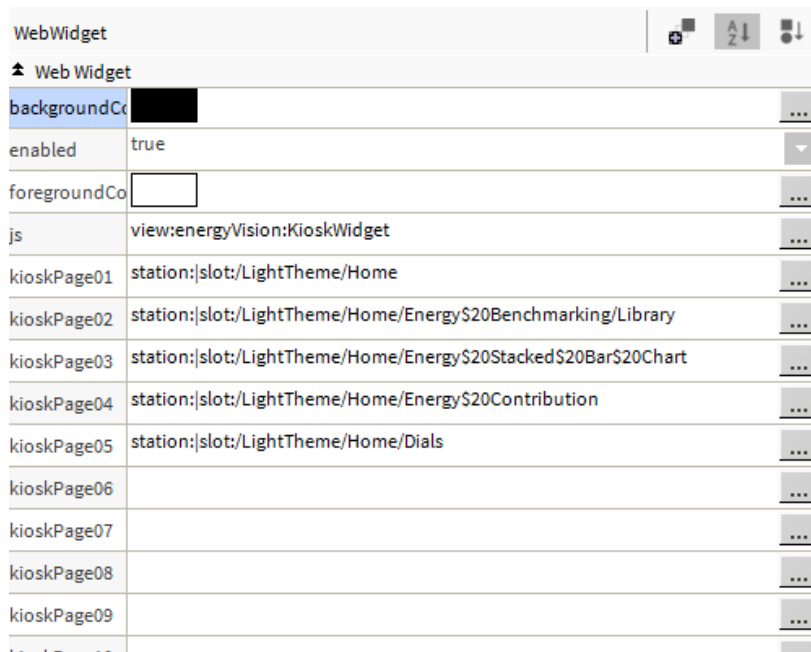 WebWidget
Web Widget
backgroundCo
enabled true
foregroundCo
js view:energyVision:KioskWidget
kioskPage01 station:|slot:/LightTheme/Home
kioskPage02 station:|slot:/LightTheme/Home/Energy$20Benchmarking/Library
kioskPage03 station:|slot:/LightTheme/Home/Energy$20Stacked$20Bar$20Chart
kioskPage04 station:|slot:/LightTheme/Home/Energy$20Contribution
kioskPage05 station:|slot:/LightTheme/Home/Dials
kioskPage06
kioskPage07
kioskPage08
kioskPage09